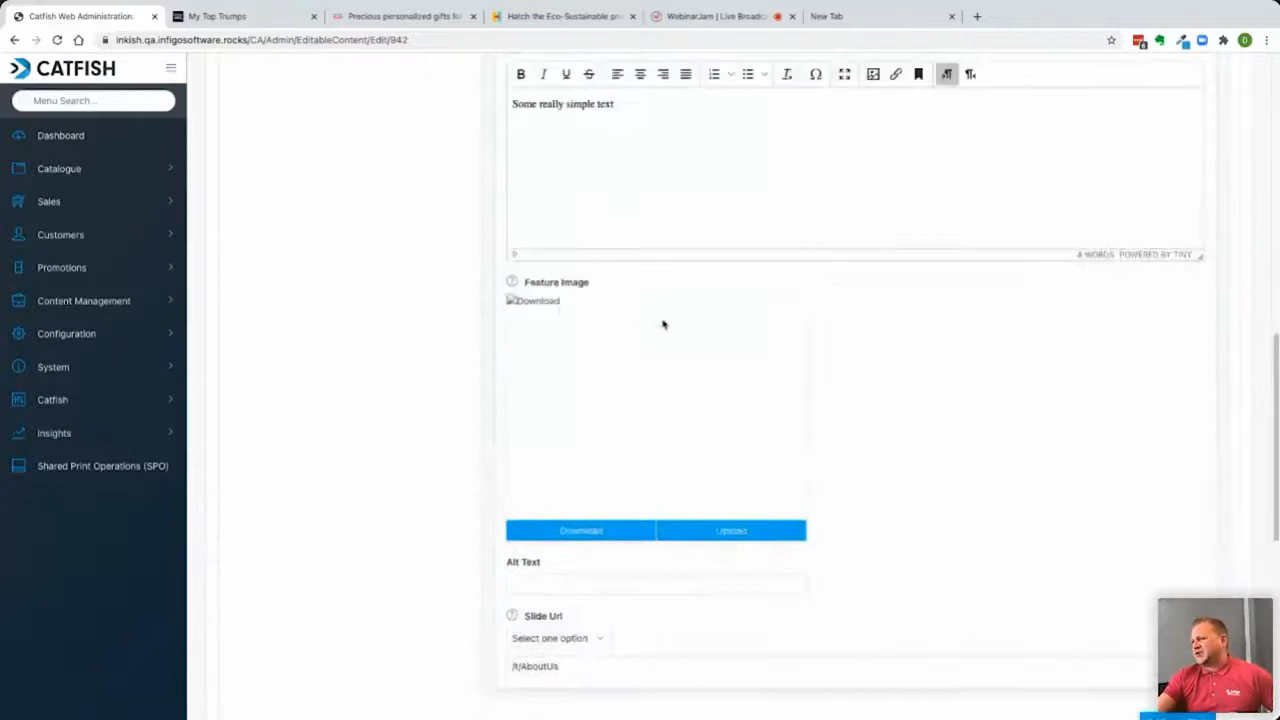 Catfish Web Administration.
My Top Trumps
Precious personalized gifts fo
Hatch the Eco-Sustainable pr
WebinarJam | Live Broadc
New Tab
inkish.qa.infigosoftware.rocks/CA/Admin/EditableContent/Edit/942
CATFISH
Menu Search...
Dashboard
Catalogue
Sales
Customers
Promotions
Content Management
Configuration
System
Catfish
Insights
Shared Print Operations (SPO)
Some really simple text
4 WORDS POWERED BY TINY
Feature Image
Download
Download
Upload
Alt Text
Slide Url
Select one option
/t/AboutUs